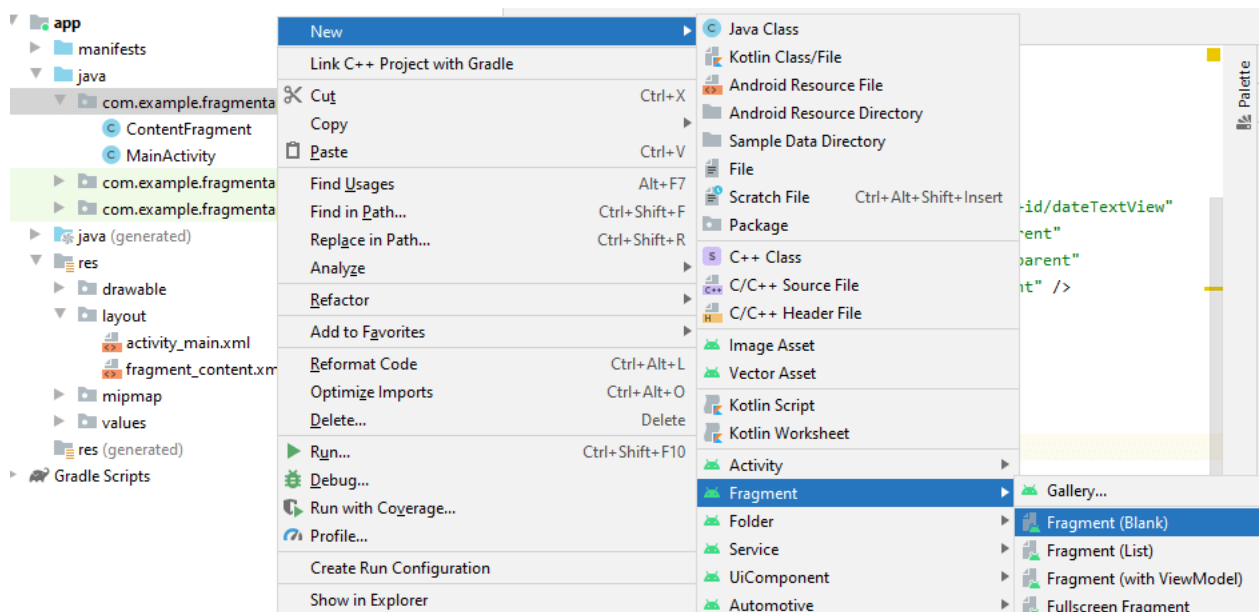 app
manifests
java
com.example.fragmenta
ContentFragment
MainActivity
com.example.fragmenta
com.example.fragmenta
java (generated)
res
drawable
layout
activity_main.xml
fragment_content.xm
mipmap
values
res (generated)
Gradle Scripts
New
Link C++ Project with Gradle
Cut Ctrl+X
Copy
Paste Ctrl+V
Find Usages Alt+F7
Find in Path... Ctrl+Shift+F
Replace in Path... Ctrl+Shift+R
Analyze
Refactor
Add to Favorites
Reformat Code Ctrl+Alt+L
Optimize Imports Ctrl+Alt+O
Delete... Delete
Run... Ctrl+Shift+F10
Debug...
Run with Coverage...
Profile...
Create Run Configuration
Show in Explorer
C Java Class
Kotlin Class/File
Android Resource File
Android Resource Directory
Sample Data Directory
File
Scratch File Ctrl+Alt+Shift+Insert
Package
S C++ Class
C++ C/C++ Source File
H C/C++ Header File
Image Asset
Vector Asset
Kotlin Script
Kotlin Worksheet
Activity
Fragment
Folder
Service
UiComponent
Automotive
Gallery...
Fragment (Blank)
Fragment (List)
Fragment (with ViewModel)
Fullscreen Fragment
+id/dateTextView"
rent"
parent"
nt" />
Palette